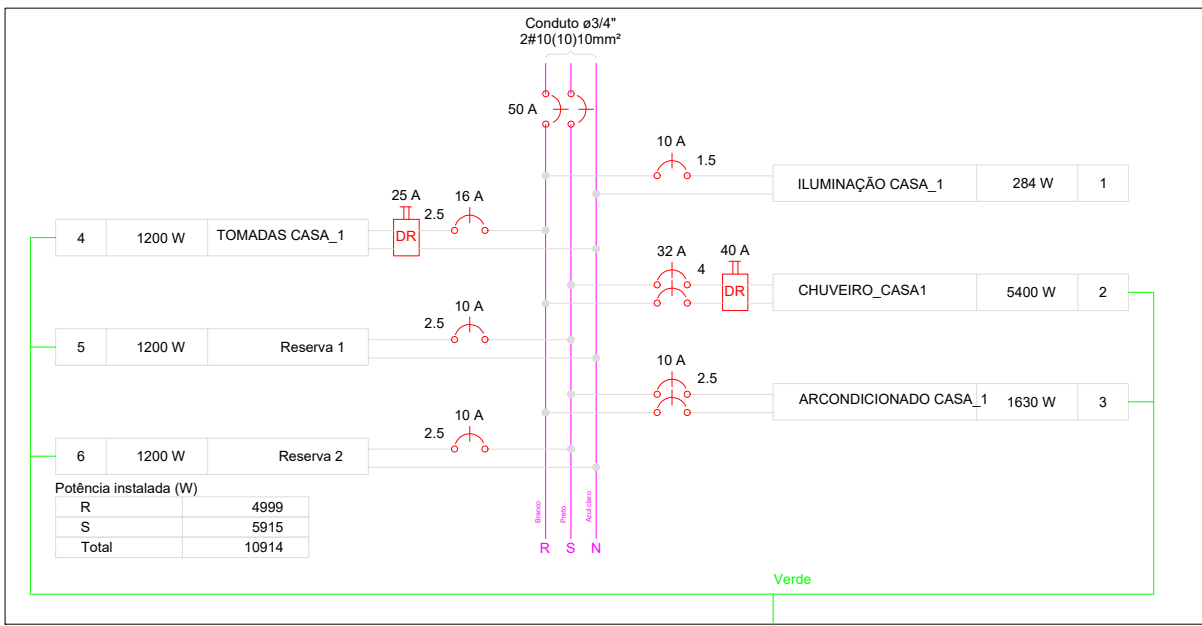 Conduto ø3/4"
2#10(10)10mm²
50 A
10 A
1.5
ILUMINAÇÃO CASA_1 284 W 1
25 A 16 A
2.5
4 1200 W TOMADAS CASA_1 DR
32 A 40 A
4
DR CHUVEIRO_CASA1 5400 W 2
10 A
2.5
5 1200 W Reserva 1
10 A
2.5
ARCONDICIONADO CASA_1 1630 W 3
10 A
2.5
6 1200 W Reserva 2
Potência instalada (W)
R 4999
S 5915
Total 10914
Branco Preto Azul claro
R S N
Verde